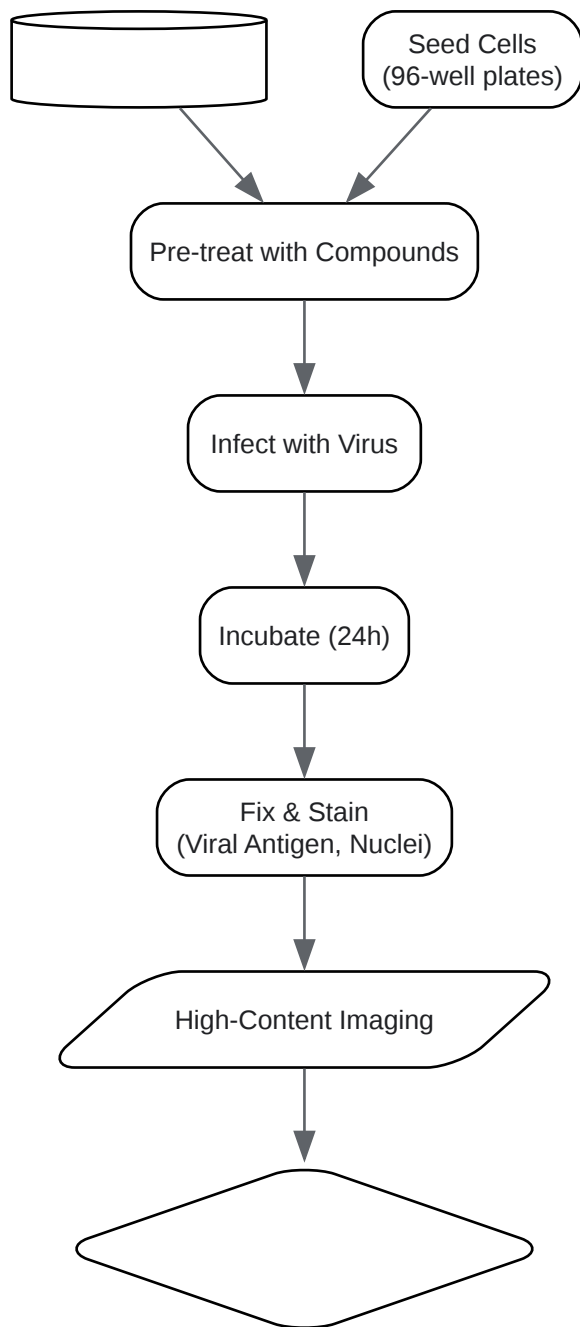 Seed Cells
(96-well plates)
Pre-treat with Compounds
Infect with Virus
Incubate (24h)
Fix & Stain
(Viral Antigen, Nuclei)
High-Content Imaging